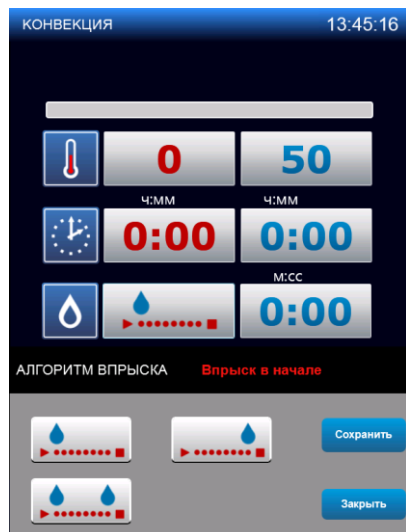 КОНВЕКЦИЯ 13:45:16
0 50
ч:мм ч:мм
0:00 0:00
м:сс
0:00
АЛГОРИТМ ВПРЫСКА Впрыск в начале
Сохранить
Закрыть